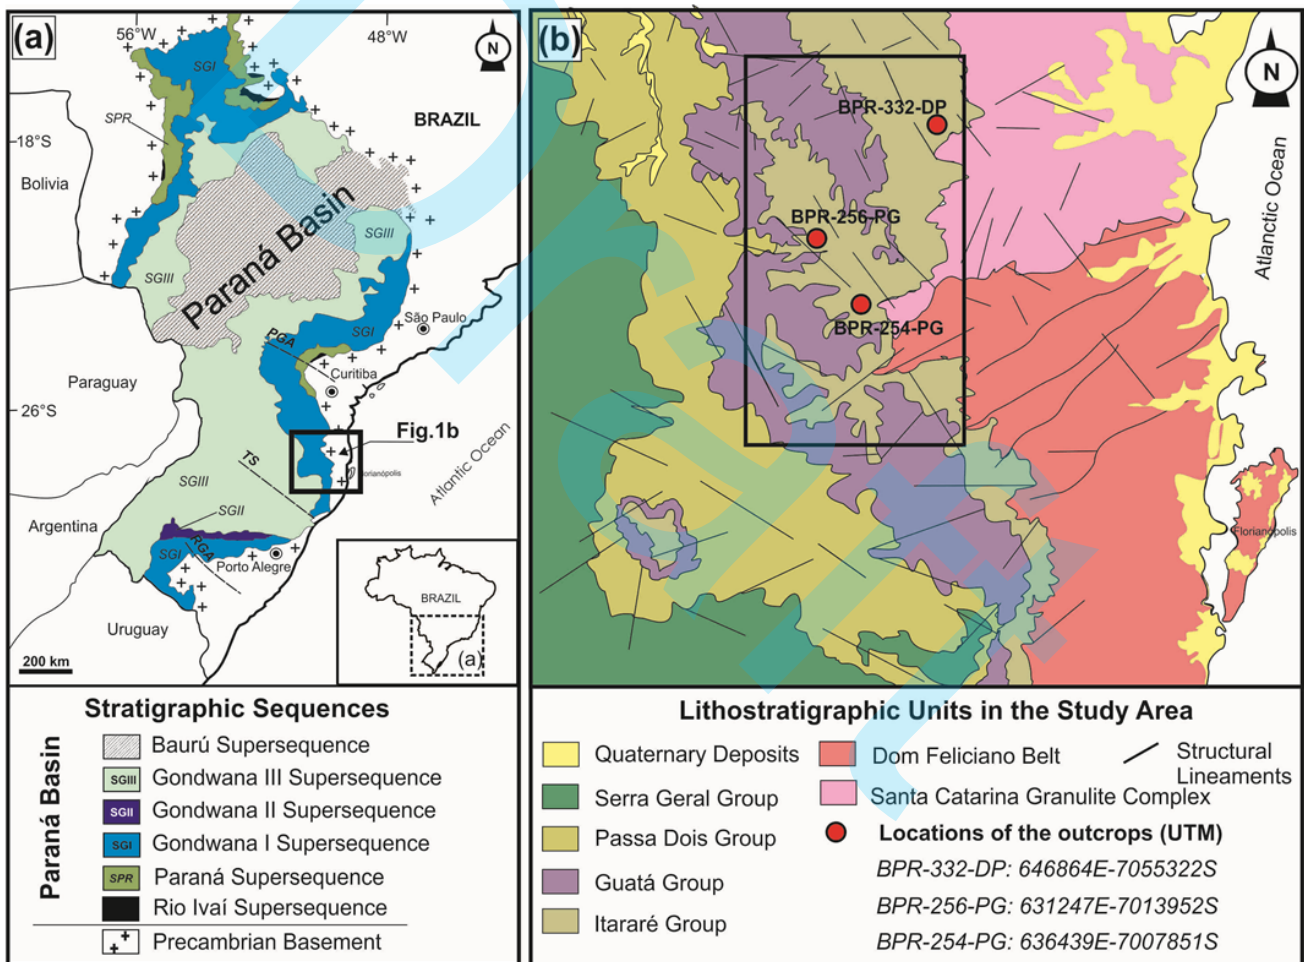 (a)
56°W
48°W
N
SGI
BRAZIL
SPR
18°S
Bolivia
Paraná Basin
SGIII
SGIII
São Paulo
SGI
PGA
Paraguay
Curitiba
26°S
Fig.1b
Florianópolis
Atlantic Ocean
TS
SGIII
SGII
Argentina
RGA
SGI
Porto Alegre
BRAZIL
Uruguay
(a)
200 km
Stratigraphic Sequences
Paraná Basin
Baurú Supersequence
SGIII Gondwana III Supersequence
SGII Gondwana II Supersequence
SGI Gondwana I Supersequence
SPR Paraná Supersequence
Rio Ivaí Supersequence
Precambrian Basement
(b)
N
BPR-332-DP
BPR-256-PG
BPR-254-PG
Atlanctic Ocean
Florianópolis
Lithostratigraphic Units in the Study Area
Quaternary Deposits
Serra Geral Group
Passa Dois Group
Guatá Group
Itararé Group
Dom Feliciano Belt
Santa Catarina Granulite Complex
Structural
Lineaments
Locations of the outcrops (UTM)
BPR-332-DP: 646864E-7055322S
BPR-256-PG: 631247E-7013952S
BPR-254-PG: 636439E-7007851S